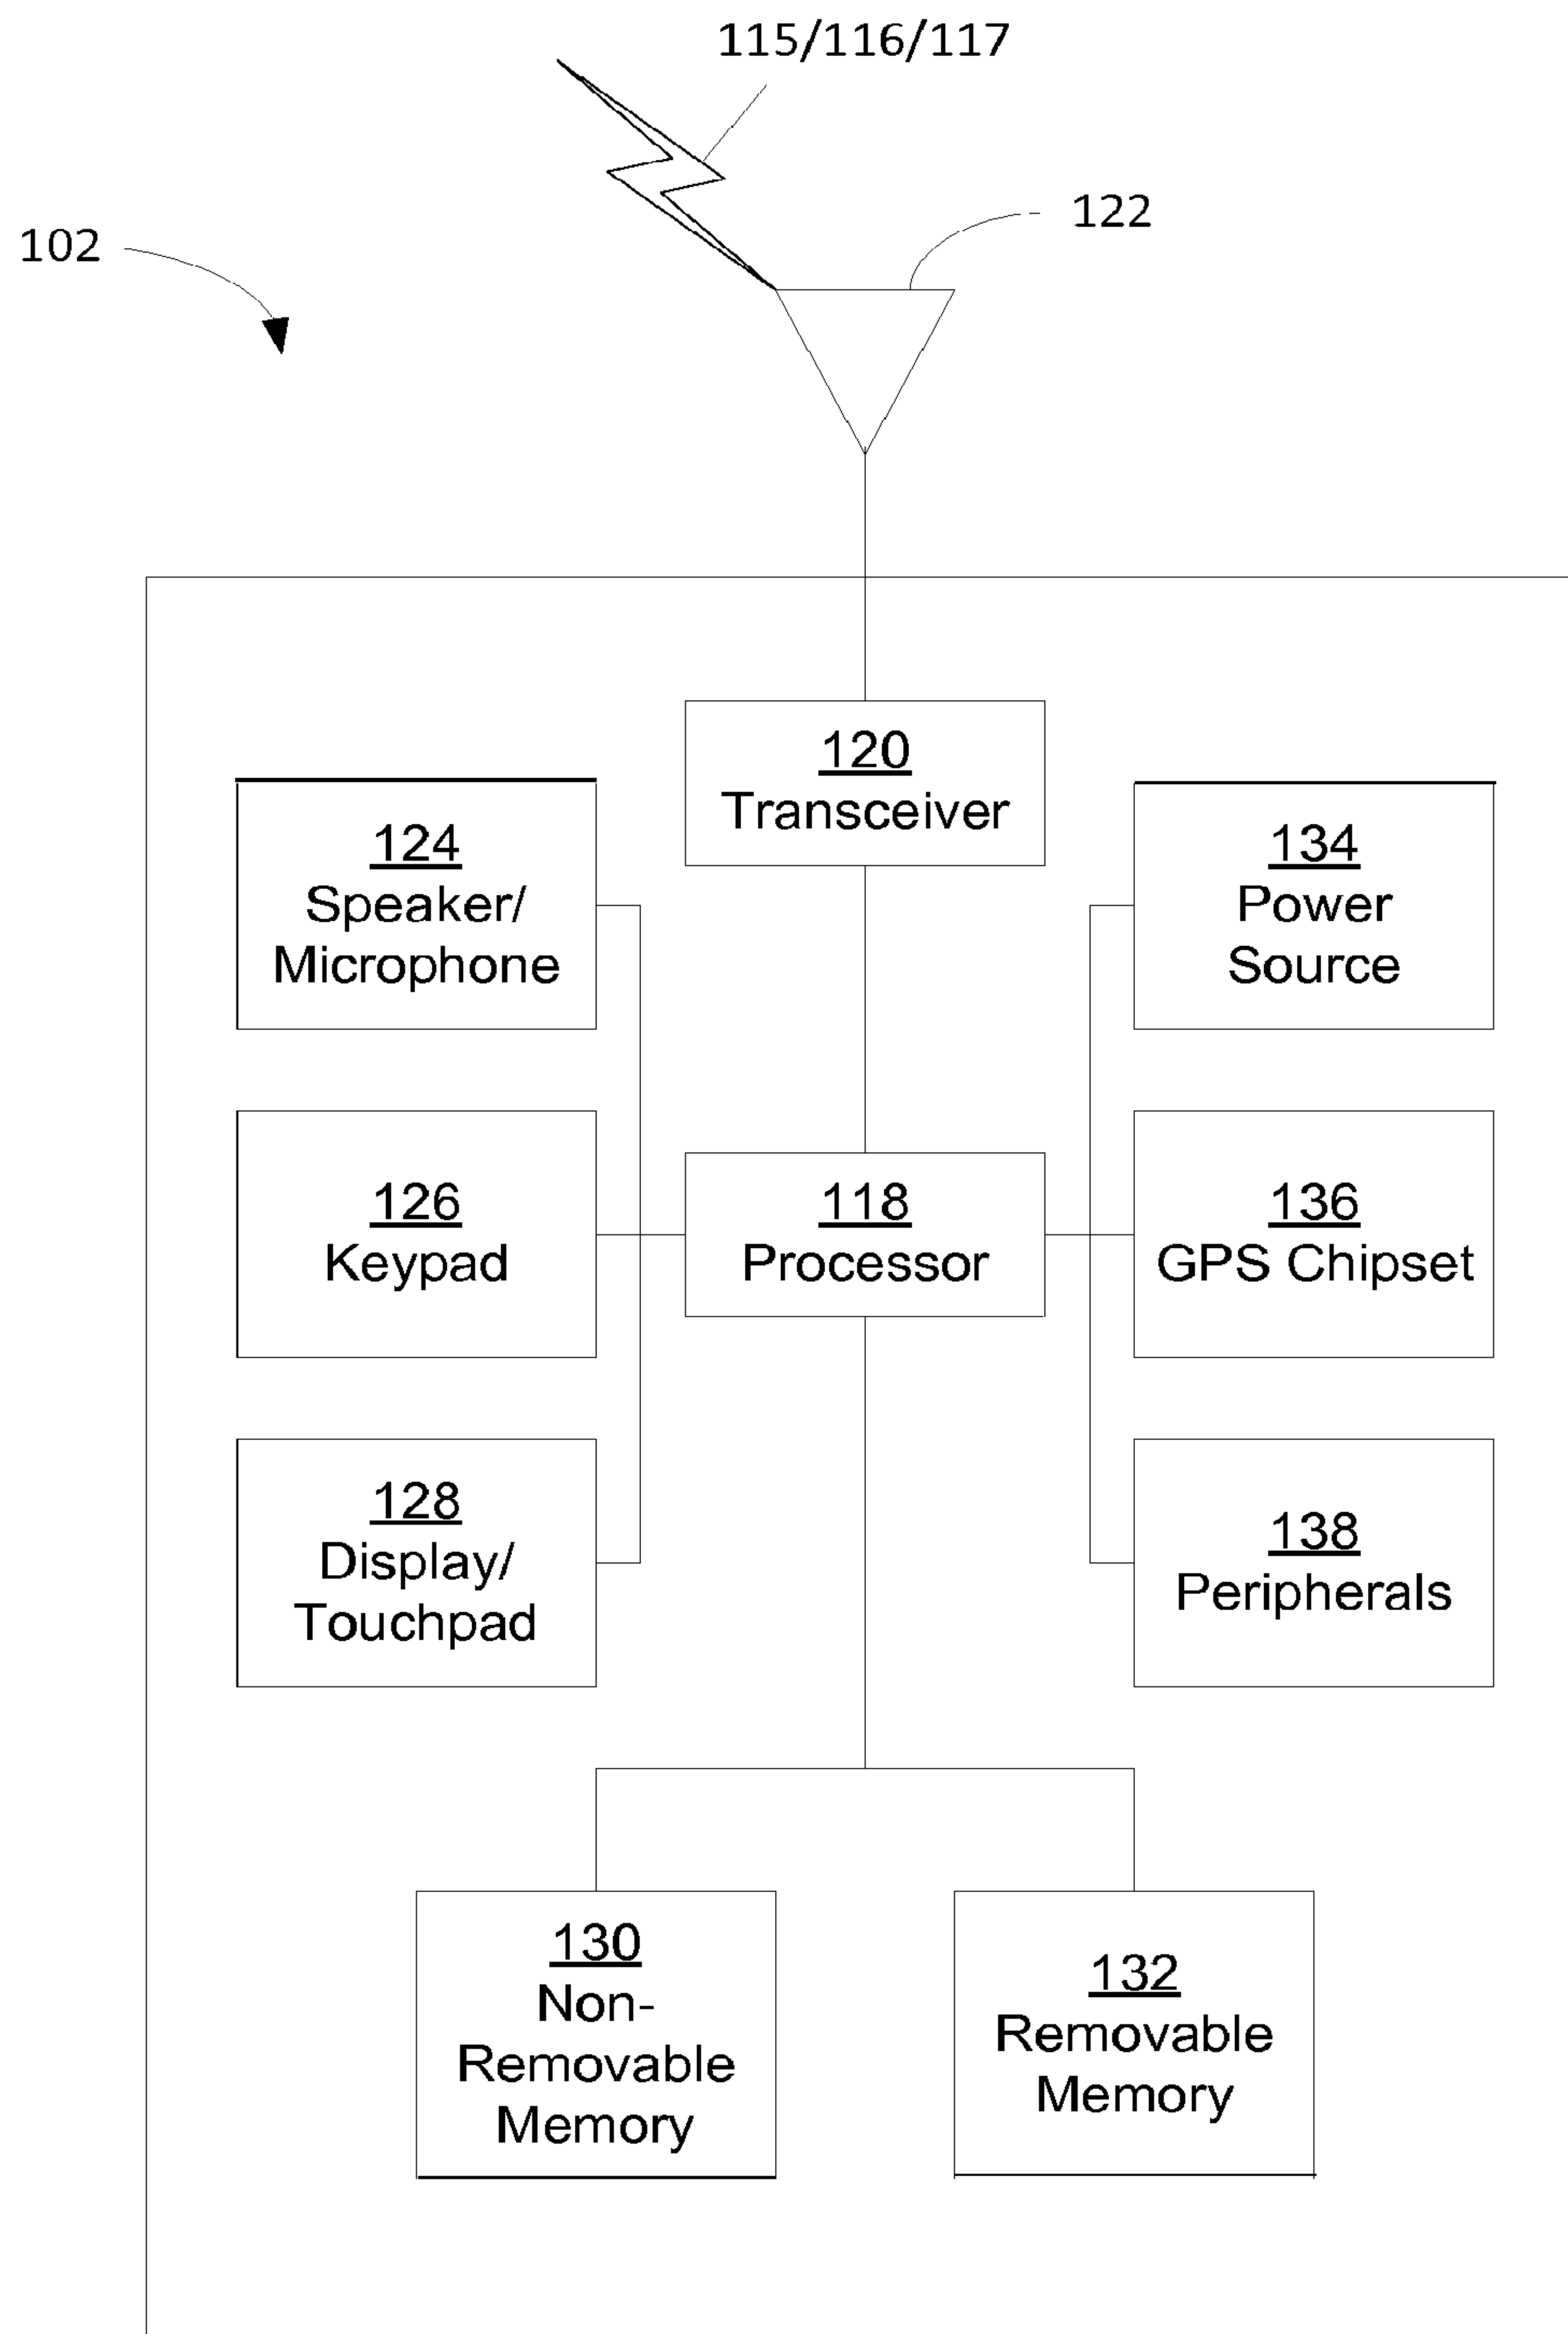 115/116/117
122
102
120
Transceiver
124
Speaker/
Microphone
134
Power
Source
126
Keypad
118
Processor
136
GPS Chipset
128
Display/
Touchpad
138
Peripherals
130
Non-
Removable
Memory
132
Removable
Memory